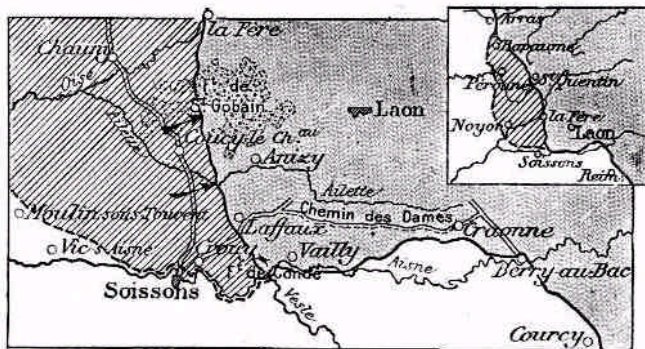 la Fère
Chauny
Oise
F.t de
S.t Gobain
Laon
Coucy-le-Ch.au
Anizy
Ailette
Moulin-sous-Touvent
Chemin des Dames
Laffaux
Craonne
Vic-s-Aisne
Crouy
Vailly
F.t de Condé
Aisne
Berry-au-Bac
Soissons
Vesle
Courcy
Arras
Bapaume
Péronne
S.t Quentin
la Fère
Noyon
Laon
Soissons
Reims